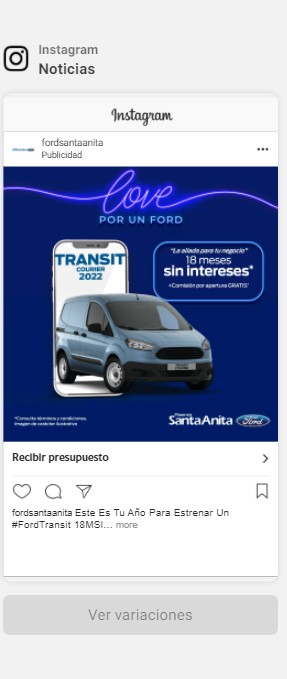 Instagram
Noticias
Instagram
fordsantaanita
Publicidad
love
POR UN FORD
TRANSIT
COURIER
2022
"La aliada para tu negocio"
18 meses
sin intereses*
+Comisión por apertura GRATIS*
*Consulta términos y condiciones.
Imagen de carácter ilustrativo
SantaAnita Ford
Recibir presupuesto
fordsantaanita Este Es Tu Año Para Estrenar Un
#FordTransit 18MSI... more
Ver variaciones